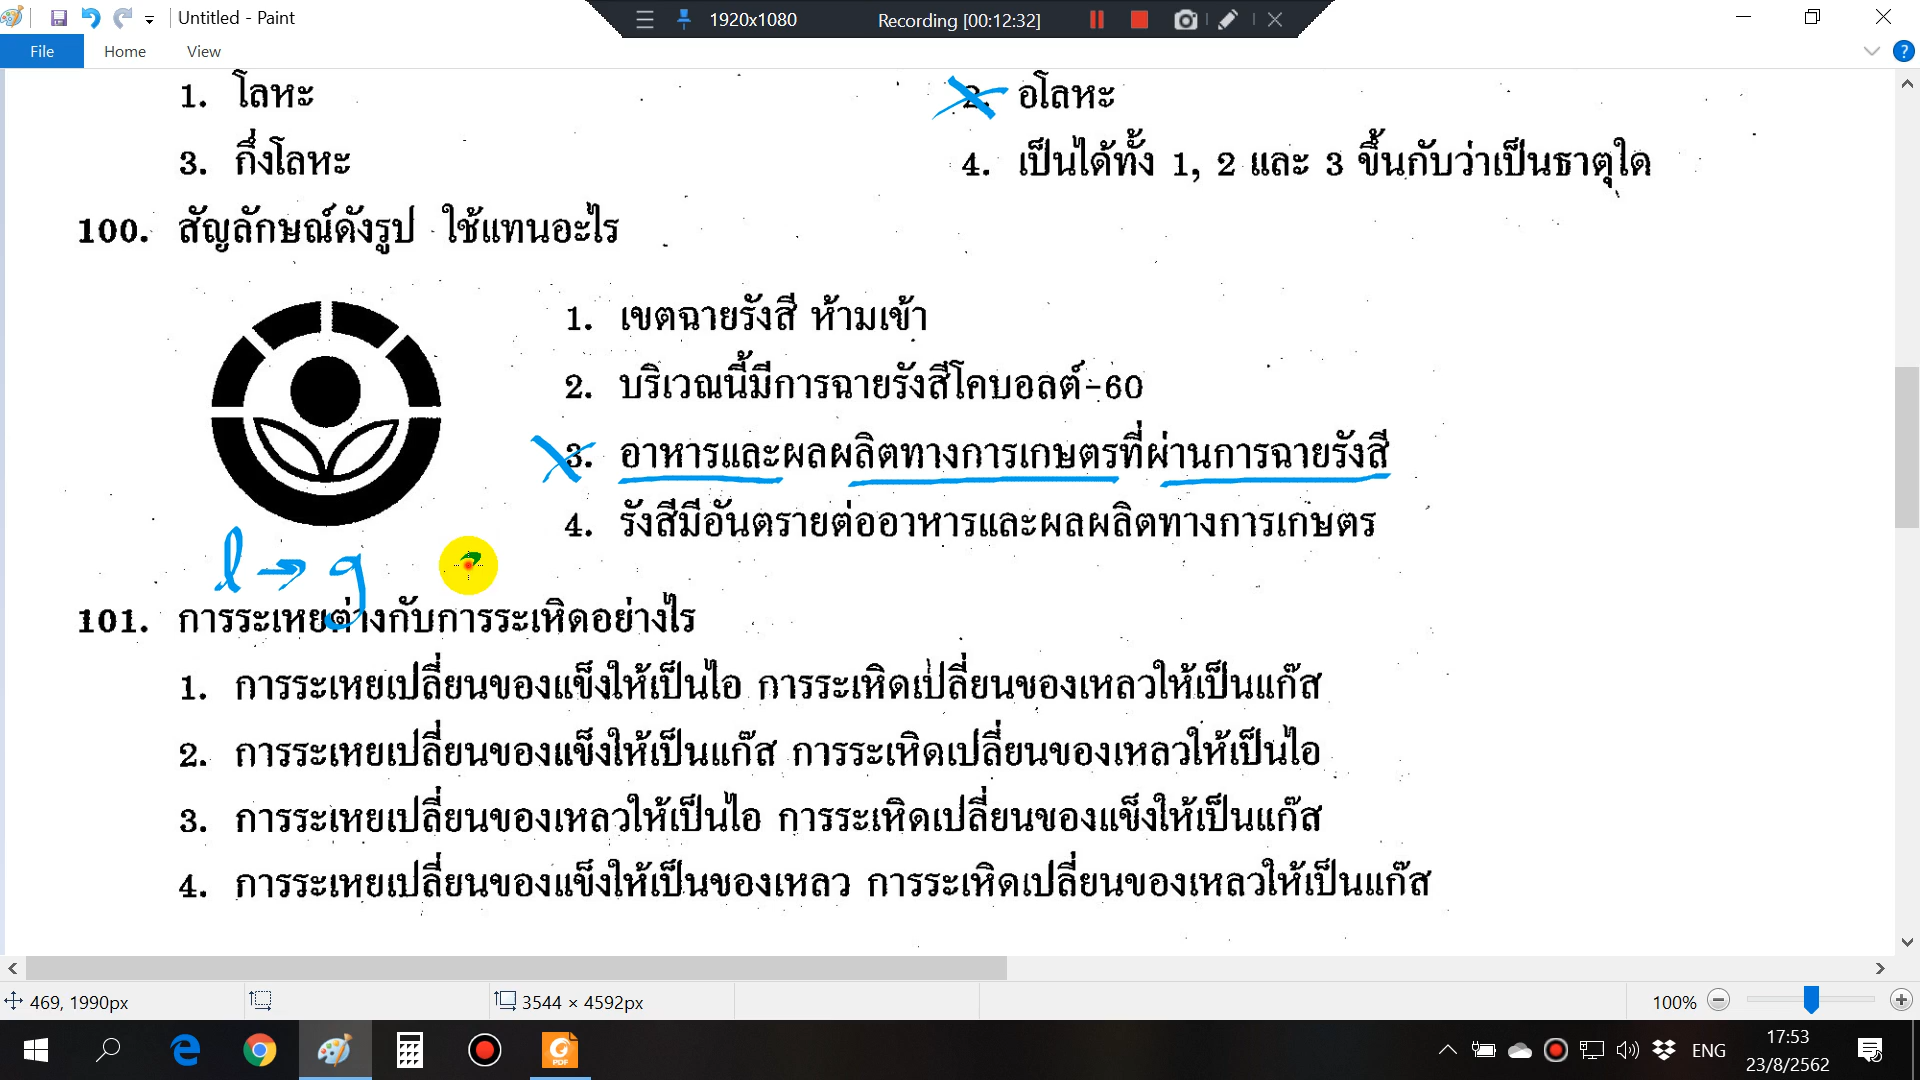 Untitled - Paint
1920x1080 Recording [00:12:32]
File Home View
1. โลหะ 2. อโลหะ
3. กึ่งโลหะ 4. เป็นได้ทั้ง 1, 2 และ 3 ขึ้นกับว่าเป็นธาตุใด
100. สัญลักษณ์ดังรูป ใช้แทนอะไร
1. เขตฉายรังสี ห้ามเข้า
2. บริเวณนี้มีการฉายรังสีโคบอลต์-60
3. อาหารและผลผลิตทางการเกษตรที่ผ่านการฉายรังสี
4. รังสีมีอันตรายต่ออาหารและผลผลิตทางการเกษตร
l → g
101. การระเหยต่างกับการระเหิดอย่างไร
1. การระเหยเปลี่ยนของแข็งให้เป็นไอ การระเหิดเปลี่ยนของเหลวให้เป็นแก๊ส
2. การระเหยเปลี่ยนของแข็งให้เป็นแก๊ส การระเหิดเปลี่ยนของเหลวให้เป็นไอ
3. การระเหยเปลี่ยนของเหลวให้เป็นไอ การระเหิดเปลี่ยนของแข็งให้เป็นแก๊ส
4. การระเหยเปลี่ยนของแข็งให้เป็นของเหลว การระเหิดเปลี่ยนของเหลวให้เป็นแก๊ส
469, 1990px 3544 × 4592px 100%
PDF
ENG
17:53
23/8/2562